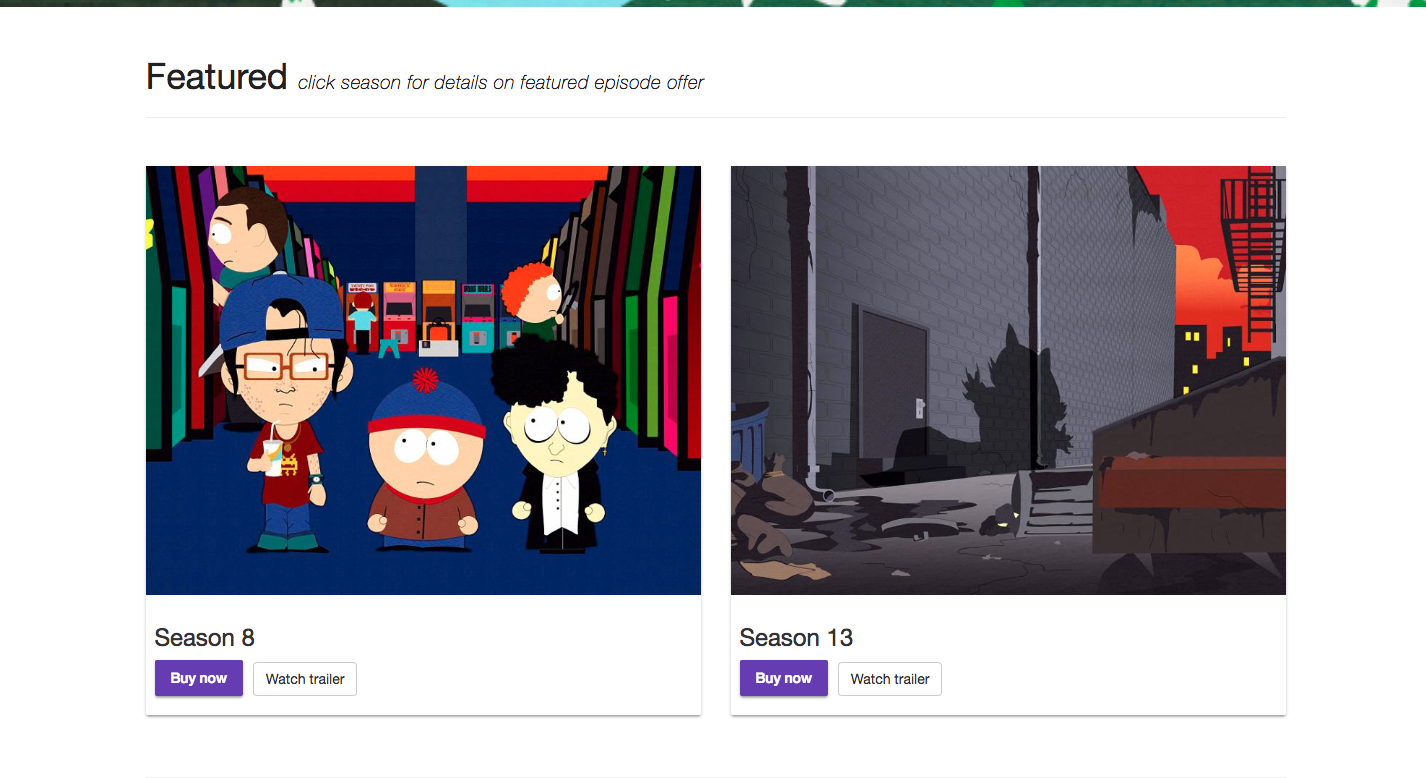 Featured click season for details on featured episode offer
Season 8
Buy now Watch trailer
Season 13
Buy now Watch trailer